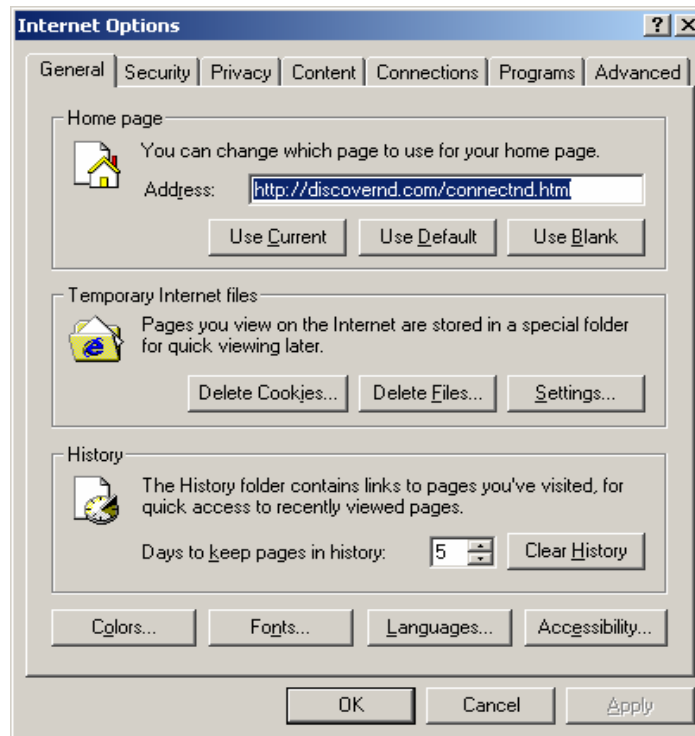 Internet Options
General Security Privacy Content Connections Programs Advanced
Home page
You can change which page to use for your home page.
Address: http://discovernd.com/connectnd.html
Use Current Use Default Use Blank
Temporary Internet files
Pages you view on the Internet are stored in a special folder
for quick viewing later.
Delete Cookies... Delete Files... Settings...
History
The History folder contains links to pages you've visited, for
quick access to recently viewed pages.
Days to keep pages in history: 5 Clear History
Colors... Fonts... Languages... Accessibility...
OK Cancel Apply